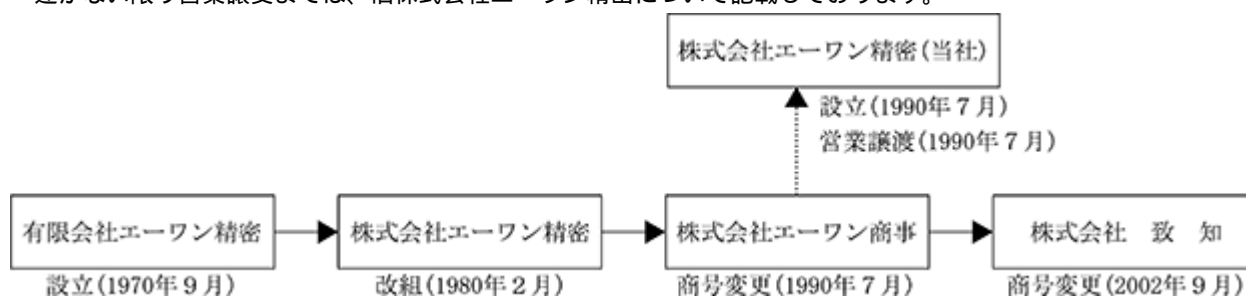 株式会社エーワン精密(当社)
設立(1990年7月)
営業譲渡(1990年7月)
有限会社エーワン精密
株式会社エーワン精密
株式会社エーワン商事
株式会社 致 知
設立(1970年9月)
改組(1980年2月)
商号変更(1990年7月)
商号変更(2002年9月)